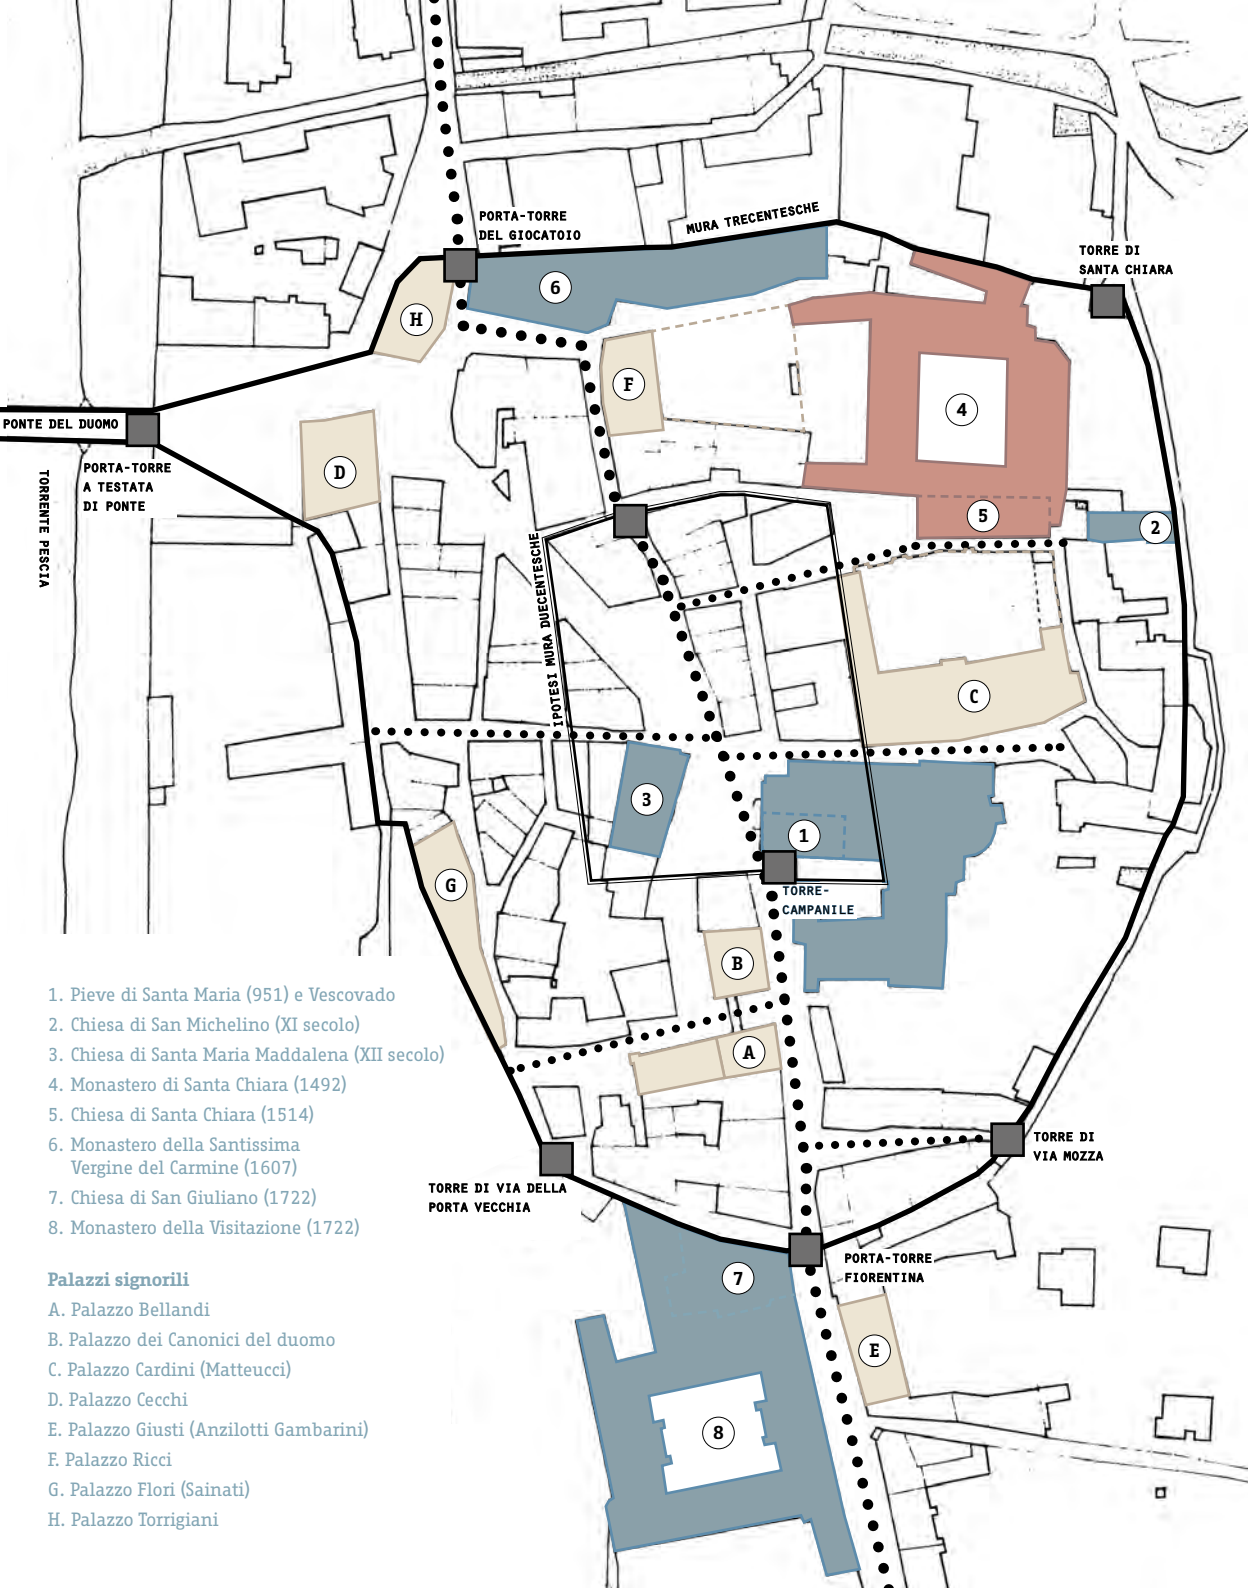 PORTA-TORRE
DEL GIOCATOIO
MURA TRECENTESCHE
TORRE DI
SANTA CHIARA
6
H
F
4
PONTE DEL DUOMO
PORTA-TORRE
A TESTATA
DI PONTE
TORRENTE PESCIA
D
5
2
IPOTESI MURA DUECENTESCHE
C
3
1
TORRE-
CAMPANILE
G
B
A
1. Pieve di Santa Maria (951) e Vescovado
2. Chiesa di San Michelino (XI secolo)
3. Chiesa di Santa Maria Maddalena (XII secolo)
4. Monastero di Santa Chiara (1492)
5. Chiesa di Santa Chiara (1514)
6. Monastero della Santissima
Vergine del Carmine (1607)
7. Chiesa di San Giuliano (1722)
8. Monastero della Visitazione (1722)
TORRE DI
VIA MOZZA
TORRE DI VIA DELLA
PORTA VECCHIA
PORTA-TORRE
FIORENTINA
7
E
8
Palazzi signorili
A. Palazzo Bellandi
B. Palazzo dei Canonici del duomo
C. Palazzo Cardini (Matteucci)
D. Palazzo Cecchi
E. Palazzo Giusti (Anzilotti Gambarini)
F. Palazzo Ricci
G. Palazzo Flori (Sainati)
H. Palazzo Torrigiani